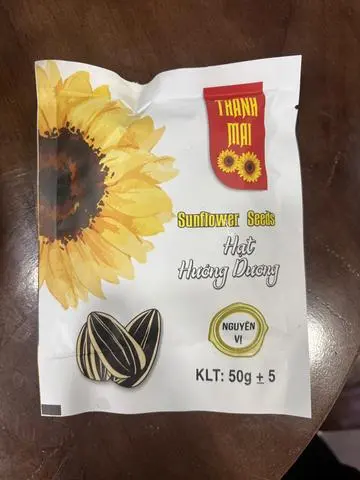 THANH
MAI
Sunflower Seeds
Hạt
Hướng Dương
NGUYÊN
VỊ
KLT: 50g ± 5